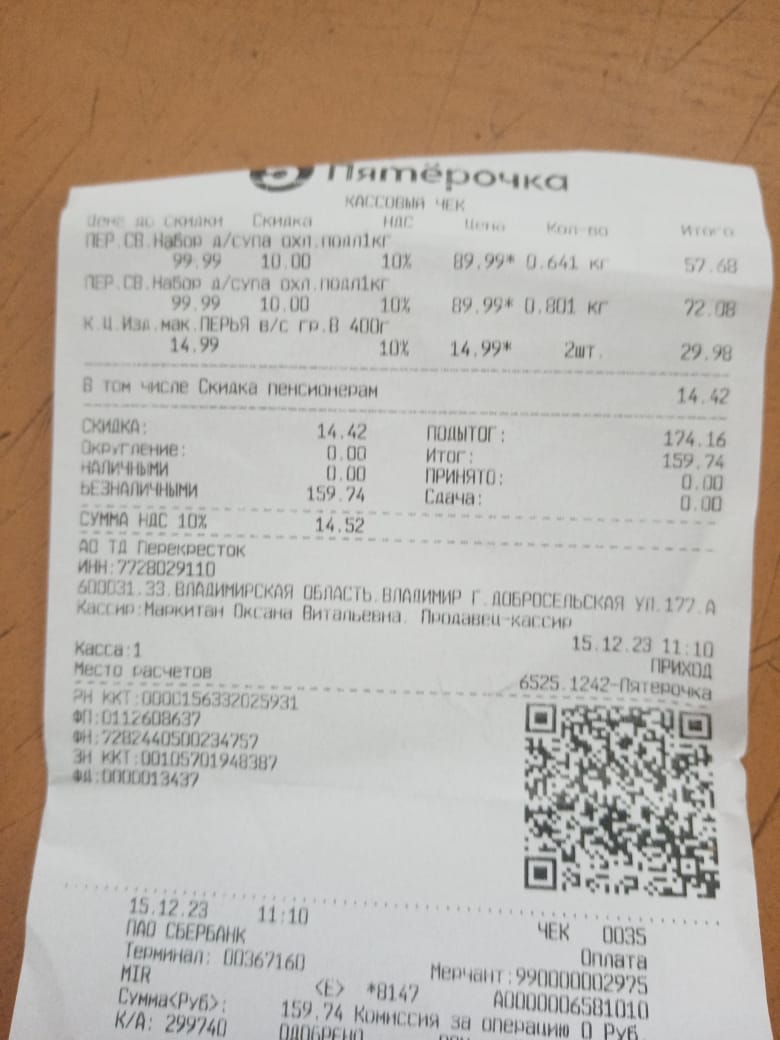 Пятёрочка
КАССОВЫЙ ЧЕК
Цена до скидки Скидка НДС Цена Кол-во Итого
ПЕР.СВ.Набор д/супа охл.подл1кг
99.99 10.00 10% 89.99* 0.641 кг 57.68
ПЕР.СВ.Набор д/супа охл.подл1кг
99.99 10.00 10% 89.99* 0.801 кг 72.08
К.Ц.Изд.мак.ПЕРЬЯ в/с гр.В 400г
14.99 10% 14.99* 2шт. 29.98
В том числе Скидка пенсионерам 14.42
СКИДКА: 14.42 ПОДЫТОГ: 174.16
Округление: 0.00 Итог: 159.74
НАЛИЧНЫМИ 0.00 ПРИНЯТО: 0.00
БЕЗНАЛИЧНЫМИ 159.74 Сдача: 0.00
СУММА НДС 10% 14.52
АО ТД Перекресток
ИНН:7728029110
600031.33.ВЛАДИМИРСКАЯ ОБЛАСТЬ.ВЛАДИМИР Г.ДОБРОСЕЛЬСКАЯ УЛ.177.А
Кассир:Маркитан Оксана Витальевна. Продавец-кассир
15.12.23 11:10
Касса:1 ПРИХОД
Место расчетов 6525.1242-Пятерочка
РН ККТ:0000156332025931
ФП:0112608637
ФН:7282440500234757
ЗН ККТ:00105701948387
ФД:0000013437
15.12.23 11:10 ЧЕК 0035
ПАО СБЕРБАНК Оплата
Терминал: 00367160 Мерчант:990000002975
MIR A0000006581010
<E> *8147
Сумма<Руб>: 159.74 Комиссия за операцию 0 Руб.
К/А: 299740 ОДОБРЕНО